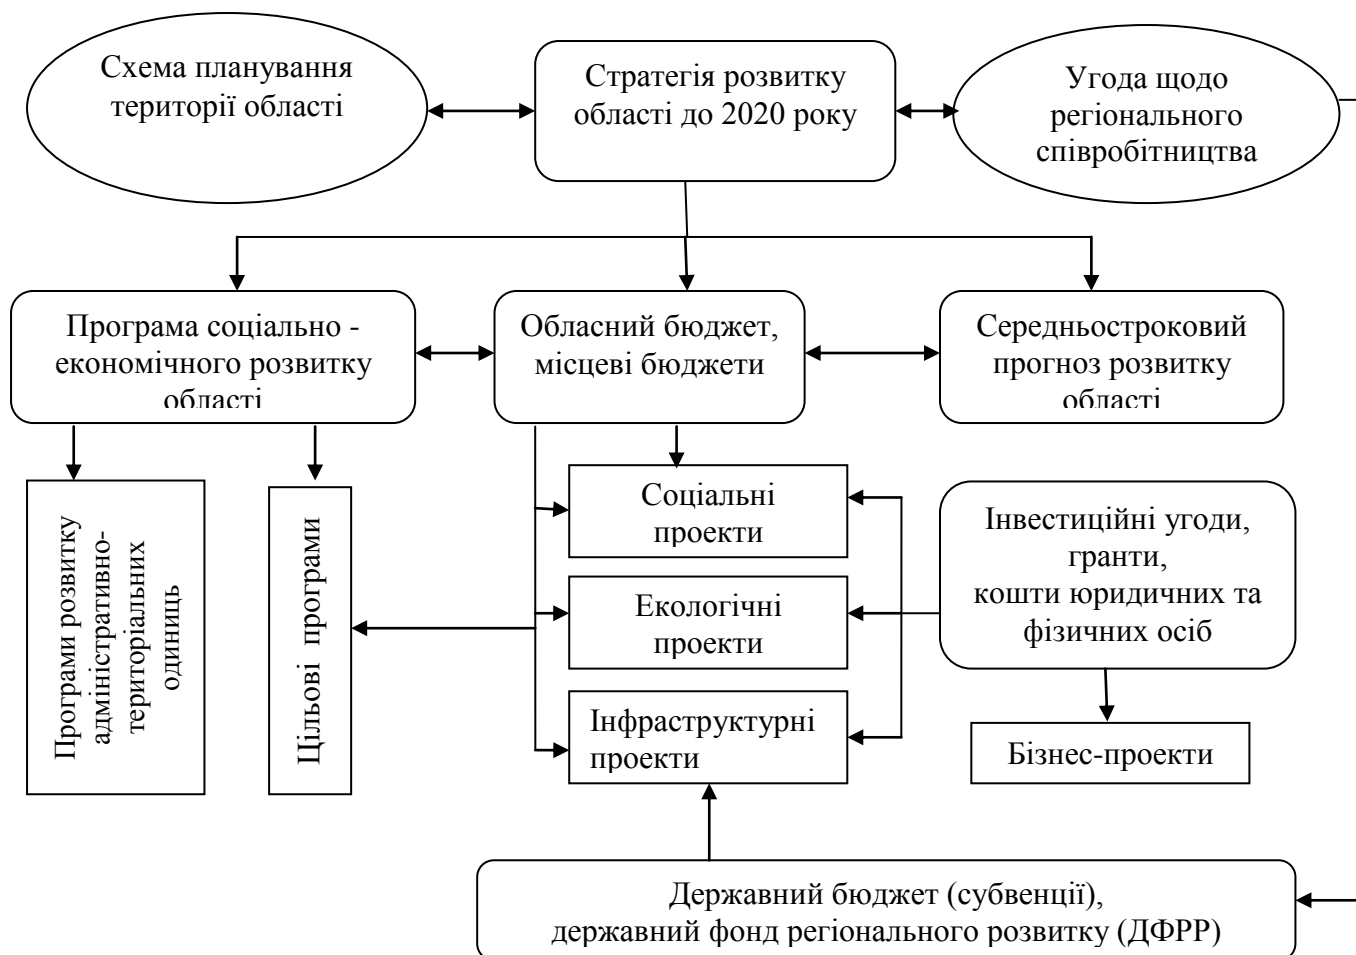 Схема планування
території області
Стратегія розвитку
області до 2020 року
Угода щодо
регіонального
співробітництва
Програма соціально -
економічного розвитку
області
Обласний бюджет,
місцеві бюджети
Середньостроковий
прогноз розвитку
області
Програми розвитку
адміністративно-
територіальних
одиниць
Цільові програми
Соціальні
проекти
Екологічні
проекти
Інфраструктурні
проекти
Інвестиційні угоди,
гранти,
кошти юридичних та
фізичних осіб
Бізнес-проекти
Державний бюджет (субвенції),
державний фонд регіонального розвитку (ДФРР)